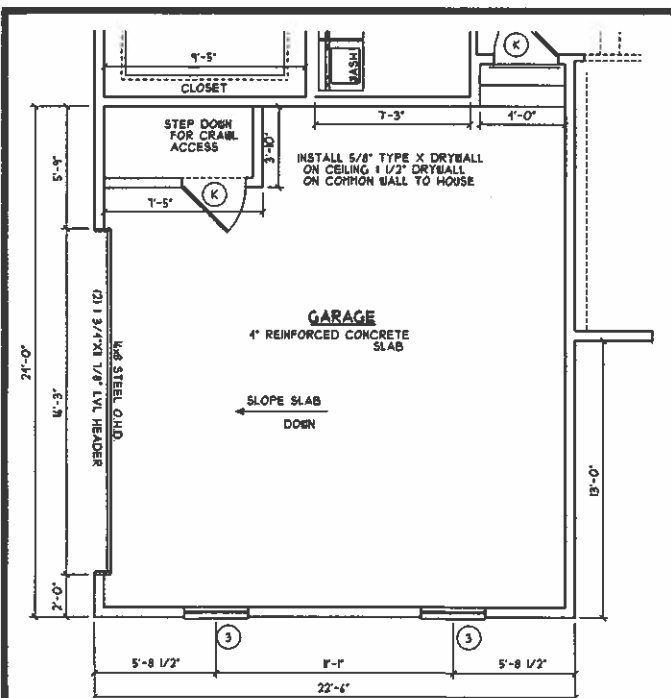 K
9'-5"
WASH
CLOSET
STEP DOWN
FOR CRAWL
ACCESS
3'-10"
7'-3"
4'-0"
5'-9"
INSTALL 5/8" TYPE X DRYWALL
ON CEILING & 1/2" DRYWALL
ON COMMON WALL TO HOUSE
K
7'-5"
GARAGE
4" REINFORCED CONCRETE
SLAB
24'-0"
16'-3"
(2) 1 3/4"X11 7/8" LVL HEADER
16x8 STEEL O.H.D.
SLOPE SLAB
DOWN
13'-0"
2'-0"
3
3
5'-8 1/2"
11'-1"
5'-8 1/2"
22'-6"